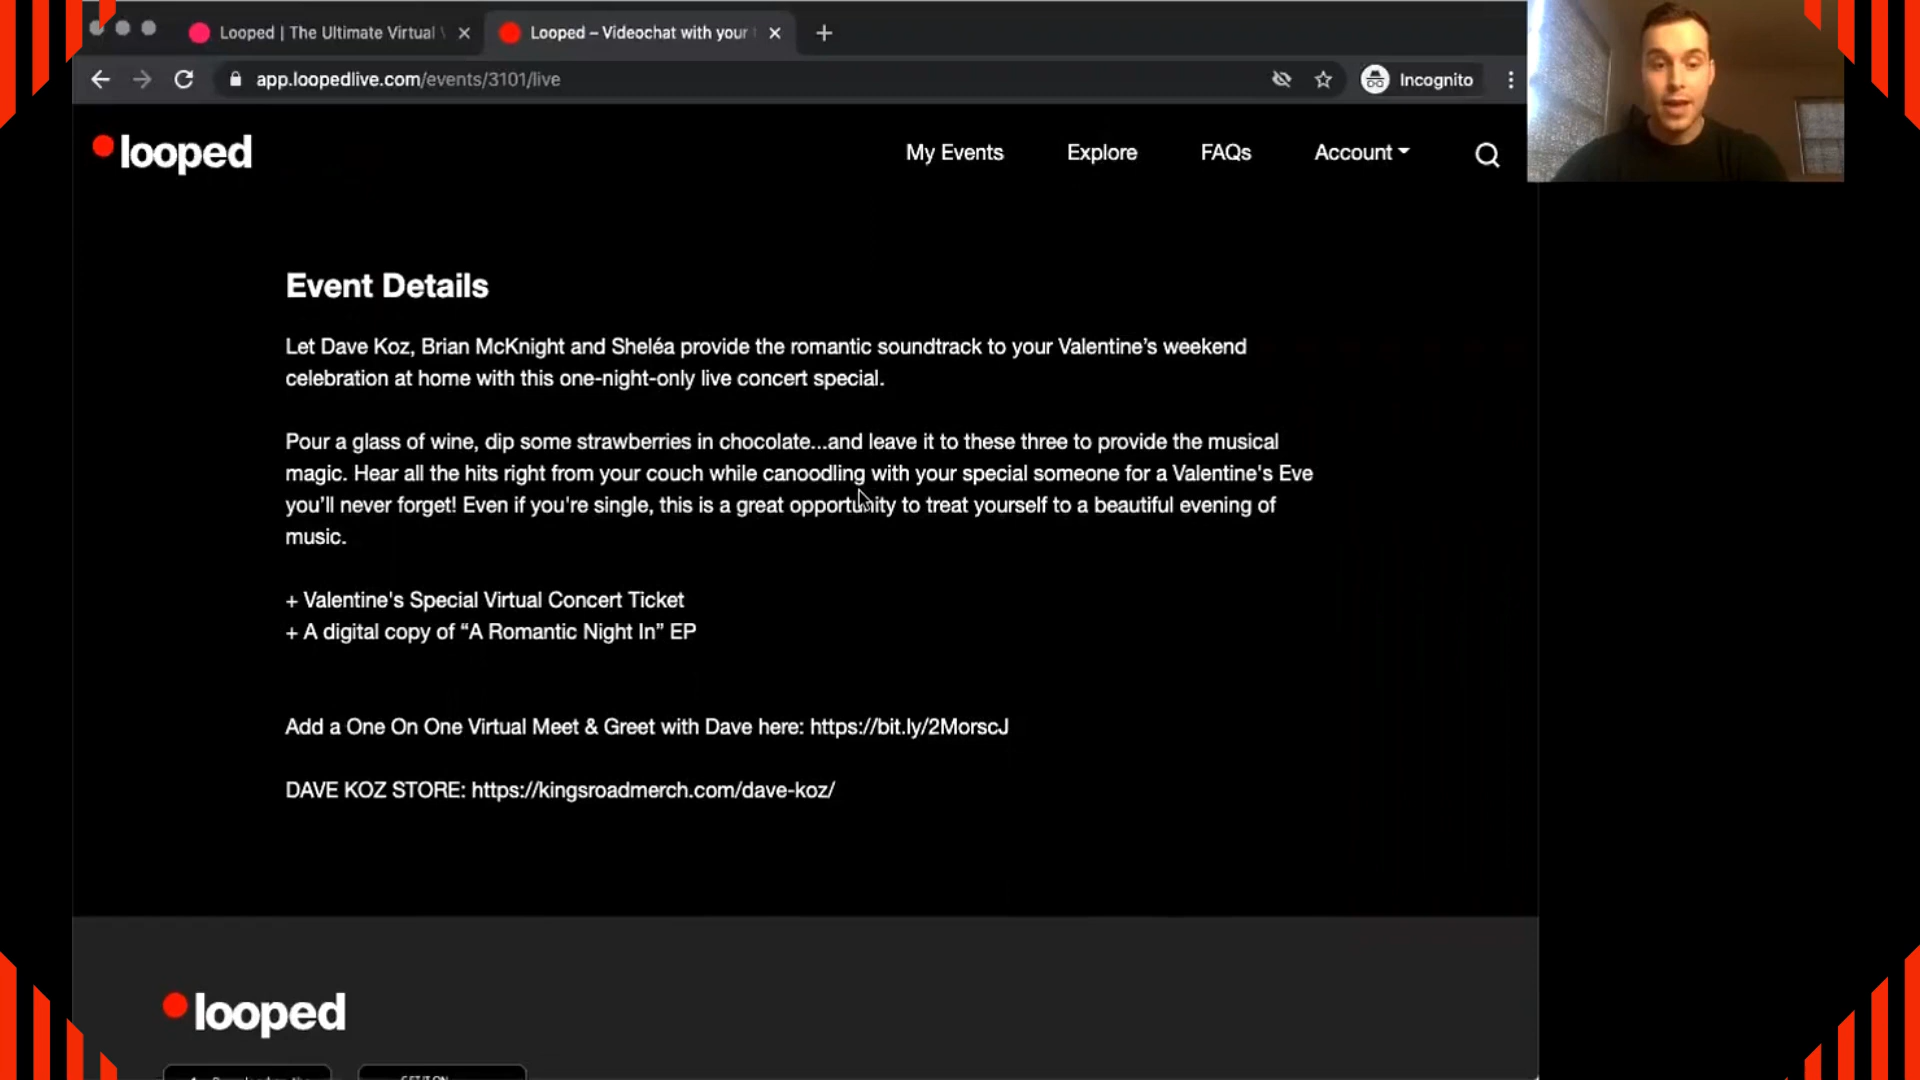 Looped | The Ultimate Virtual
Looped – Videochat with your
app.loopedlive.com/events/3101/live
Incognito
looped
My Events
Explore
FAQs
Account
Event Details
Let Dave Koz, Brian McKnight and Sheléa provide the romantic soundtrack to your Valentine’s weekend
celebration at home with this one-night-only live concert special.
Pour a glass of wine, dip some strawberries in chocolate...and leave it to these three to provide the musical
magic. Hear all the hits right from your couch while canoodling with your special someone for a Valentine's Eve
you’ll never forget! Even if you're single, this is a great opportunity to treat yourself to a beautiful evening of
music.
+ Valentine's Special Virtual Concert Ticket
+ A digital copy of “A Romantic Night In” EP
Add a One On One Virtual Meet & Greet with Dave here: https://bit.ly/2MorscJ
DAVE KOZ STORE: https://kingsroadmerch.com/dave-koz/
looped